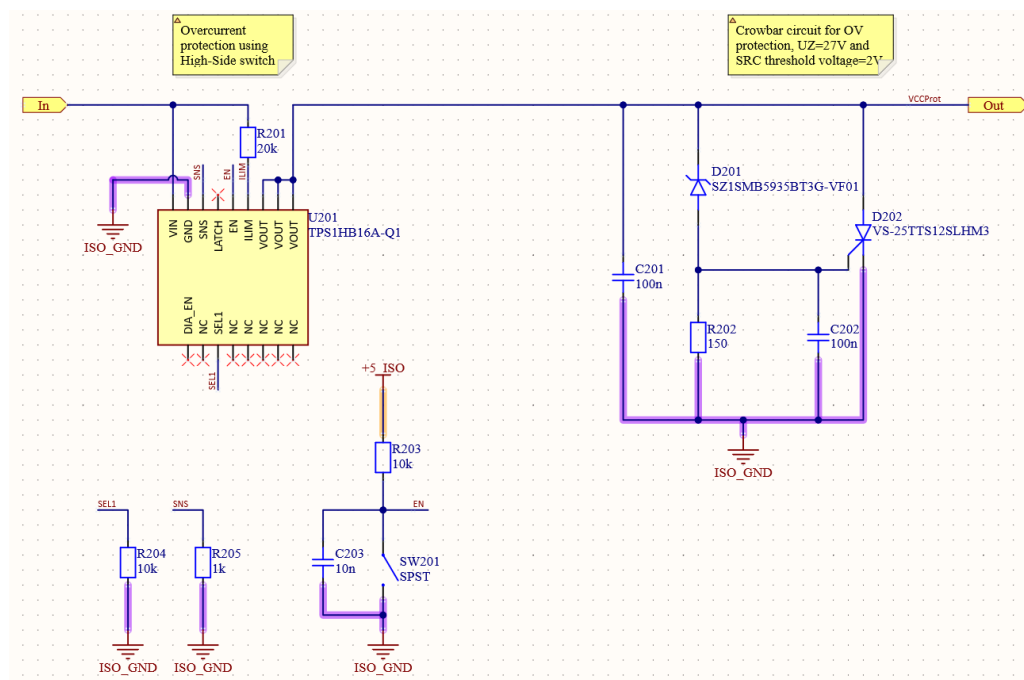 Overcurrent
protection using
High-Side switch
Crowbar circuit for OV
protection, UZ=27V and
SRC threshold voltage=2V
In
VCCProt
Out
R201
20k
SNS
EN
ILIM
D201
SZ1SMB5935BT3G-VF01
U201
TPS1HB16A-Q1
D202
VS-25TTS12SLHM3
VIN
GND
SNS
LATCH
EN
ILIM
VOUT
VOUT
VOUT
ISO_GND
C201
100n
DIA_EN
NC
SEL1
NC
NC
NC
NC
NC
R202
150
C202
100n
SEL1
+5_ISO
R203
10k
ISO_GND
SEL1
SNS
EN
R204
10k
R205
1k
C203
10n
SW201
SPST
ISO_GND
ISO_GND
ISO_GND